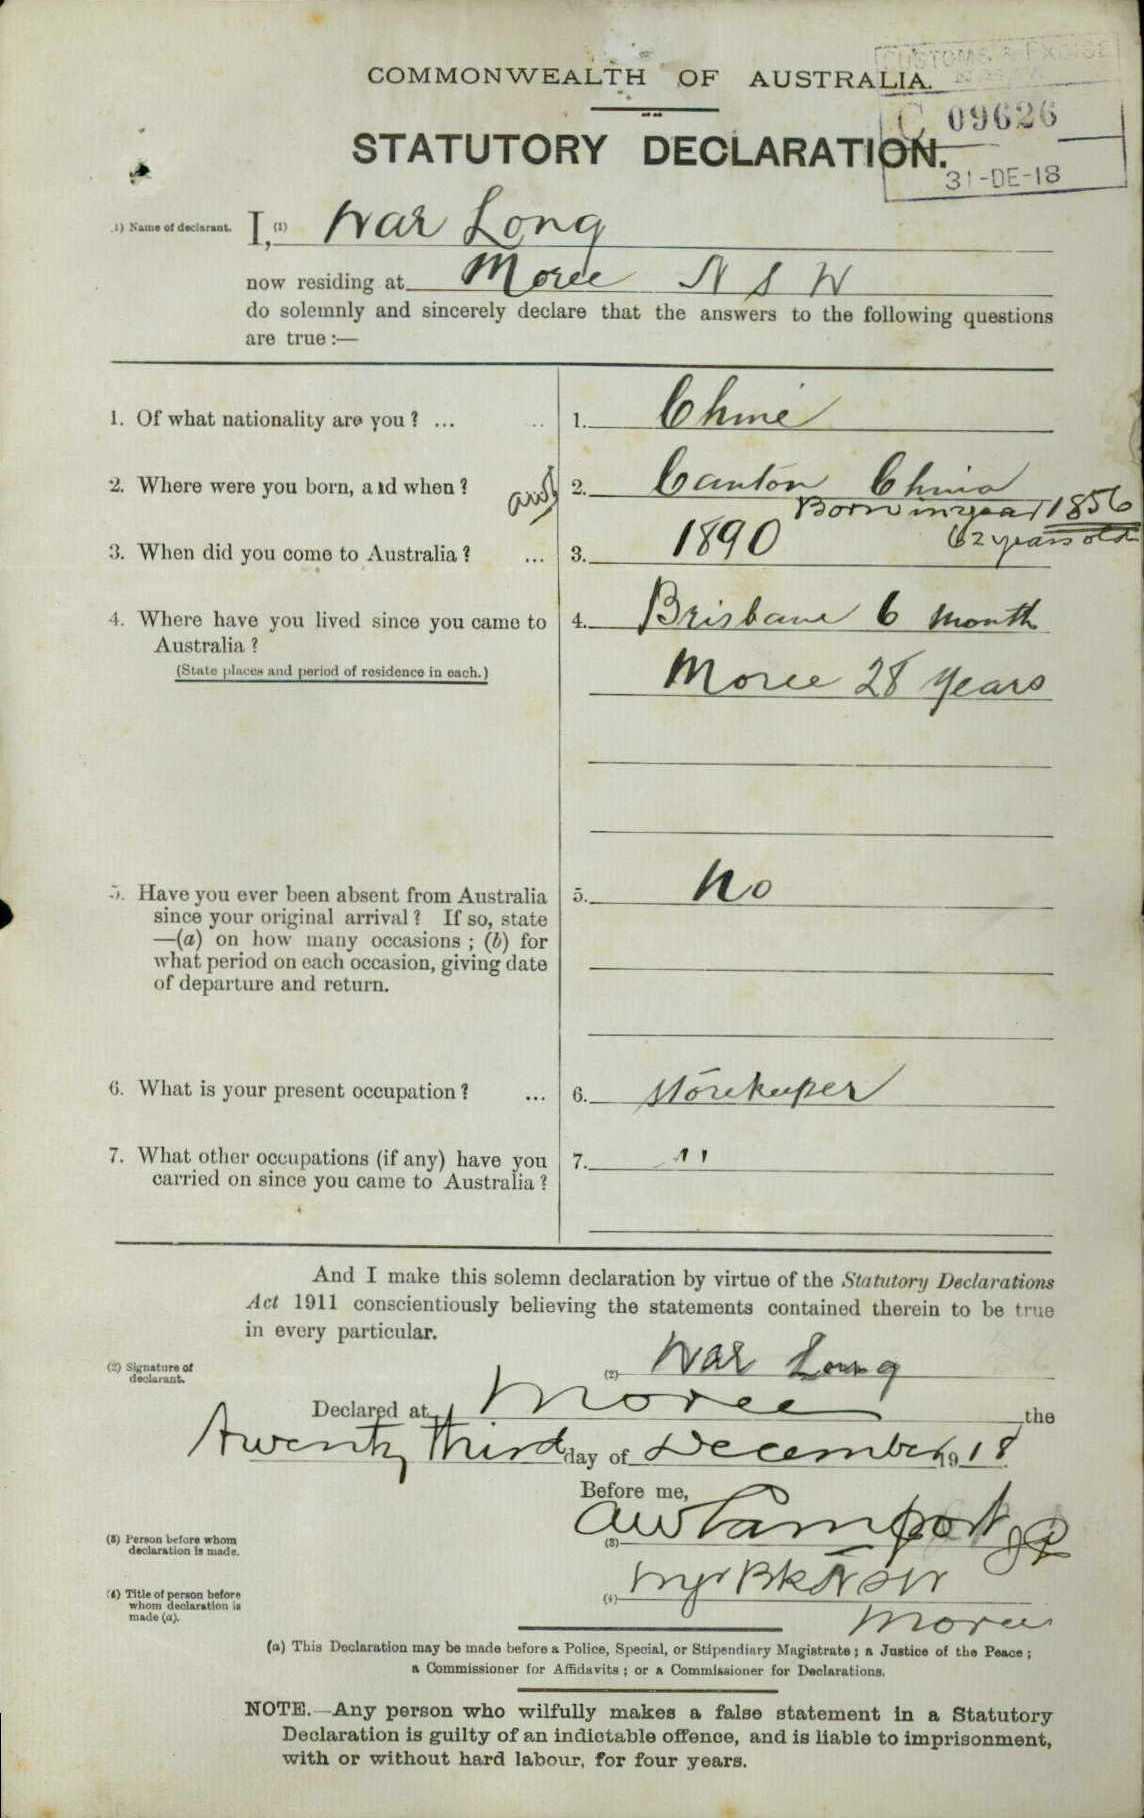 CUSTOMS & EXCISE
COMMONWEALTH OF AUSTRALIA.
C 09626
STATUTORY DECLARATION.
31-DE-18
(1) Name of declarant. I, (1) War Long
now residing at Moree N S W
do solemnly and sincerely declare that the answers to the following questions
are true :—
1. Of what nationality are you ? ... .. 1. Chine
2. Where were you born, and when ? and 2. Canton China
Born in year 1856
3. When did you come to Australia ? ... 3. 1890 62 years old
4. Where have you lived since you came to 4. Brisbane 6 month
Australia ?
(State places and period of residence in each.) Moree 28 years
5. Have you ever been absent from Australia 5. No
since your original arrival ? If so, state
—(a) on how many occasions ; (b) for
what period on each occasion, giving date
of departure and return.
6. What is your present occupation ? ... 6. Storekeeper
7. What other occupations (if any) have you 7. "
carried on since you came to Australia ?
And I make this solemn declaration by virtue of the Statutory Declarations
Act 1911 conscientiously believing the statements contained therein to be true
in every particular.
(2) Signature of (2) War Long
declarant.
Declared at Moree the
Twenty third day of December 1918
Before me,
(3) Person before whom (3) JP
declaration is made.
(4) Title of person before (4) Mgr Bk NSW
whom declaration is Moree
made (a).
(a) This Declaration may be made before a Police, Special, or Stipendiary Magistrate ; a Justice of the Peace ;
a Commissioner for Affidavits ; or a Commissioner for Declarations.
NOTE.—Any person who wilfully makes a false statement in a Statutory
Declaration is guilty of an indictable offence, and is liable to imprisonment,
with or without hard labour, for four years.